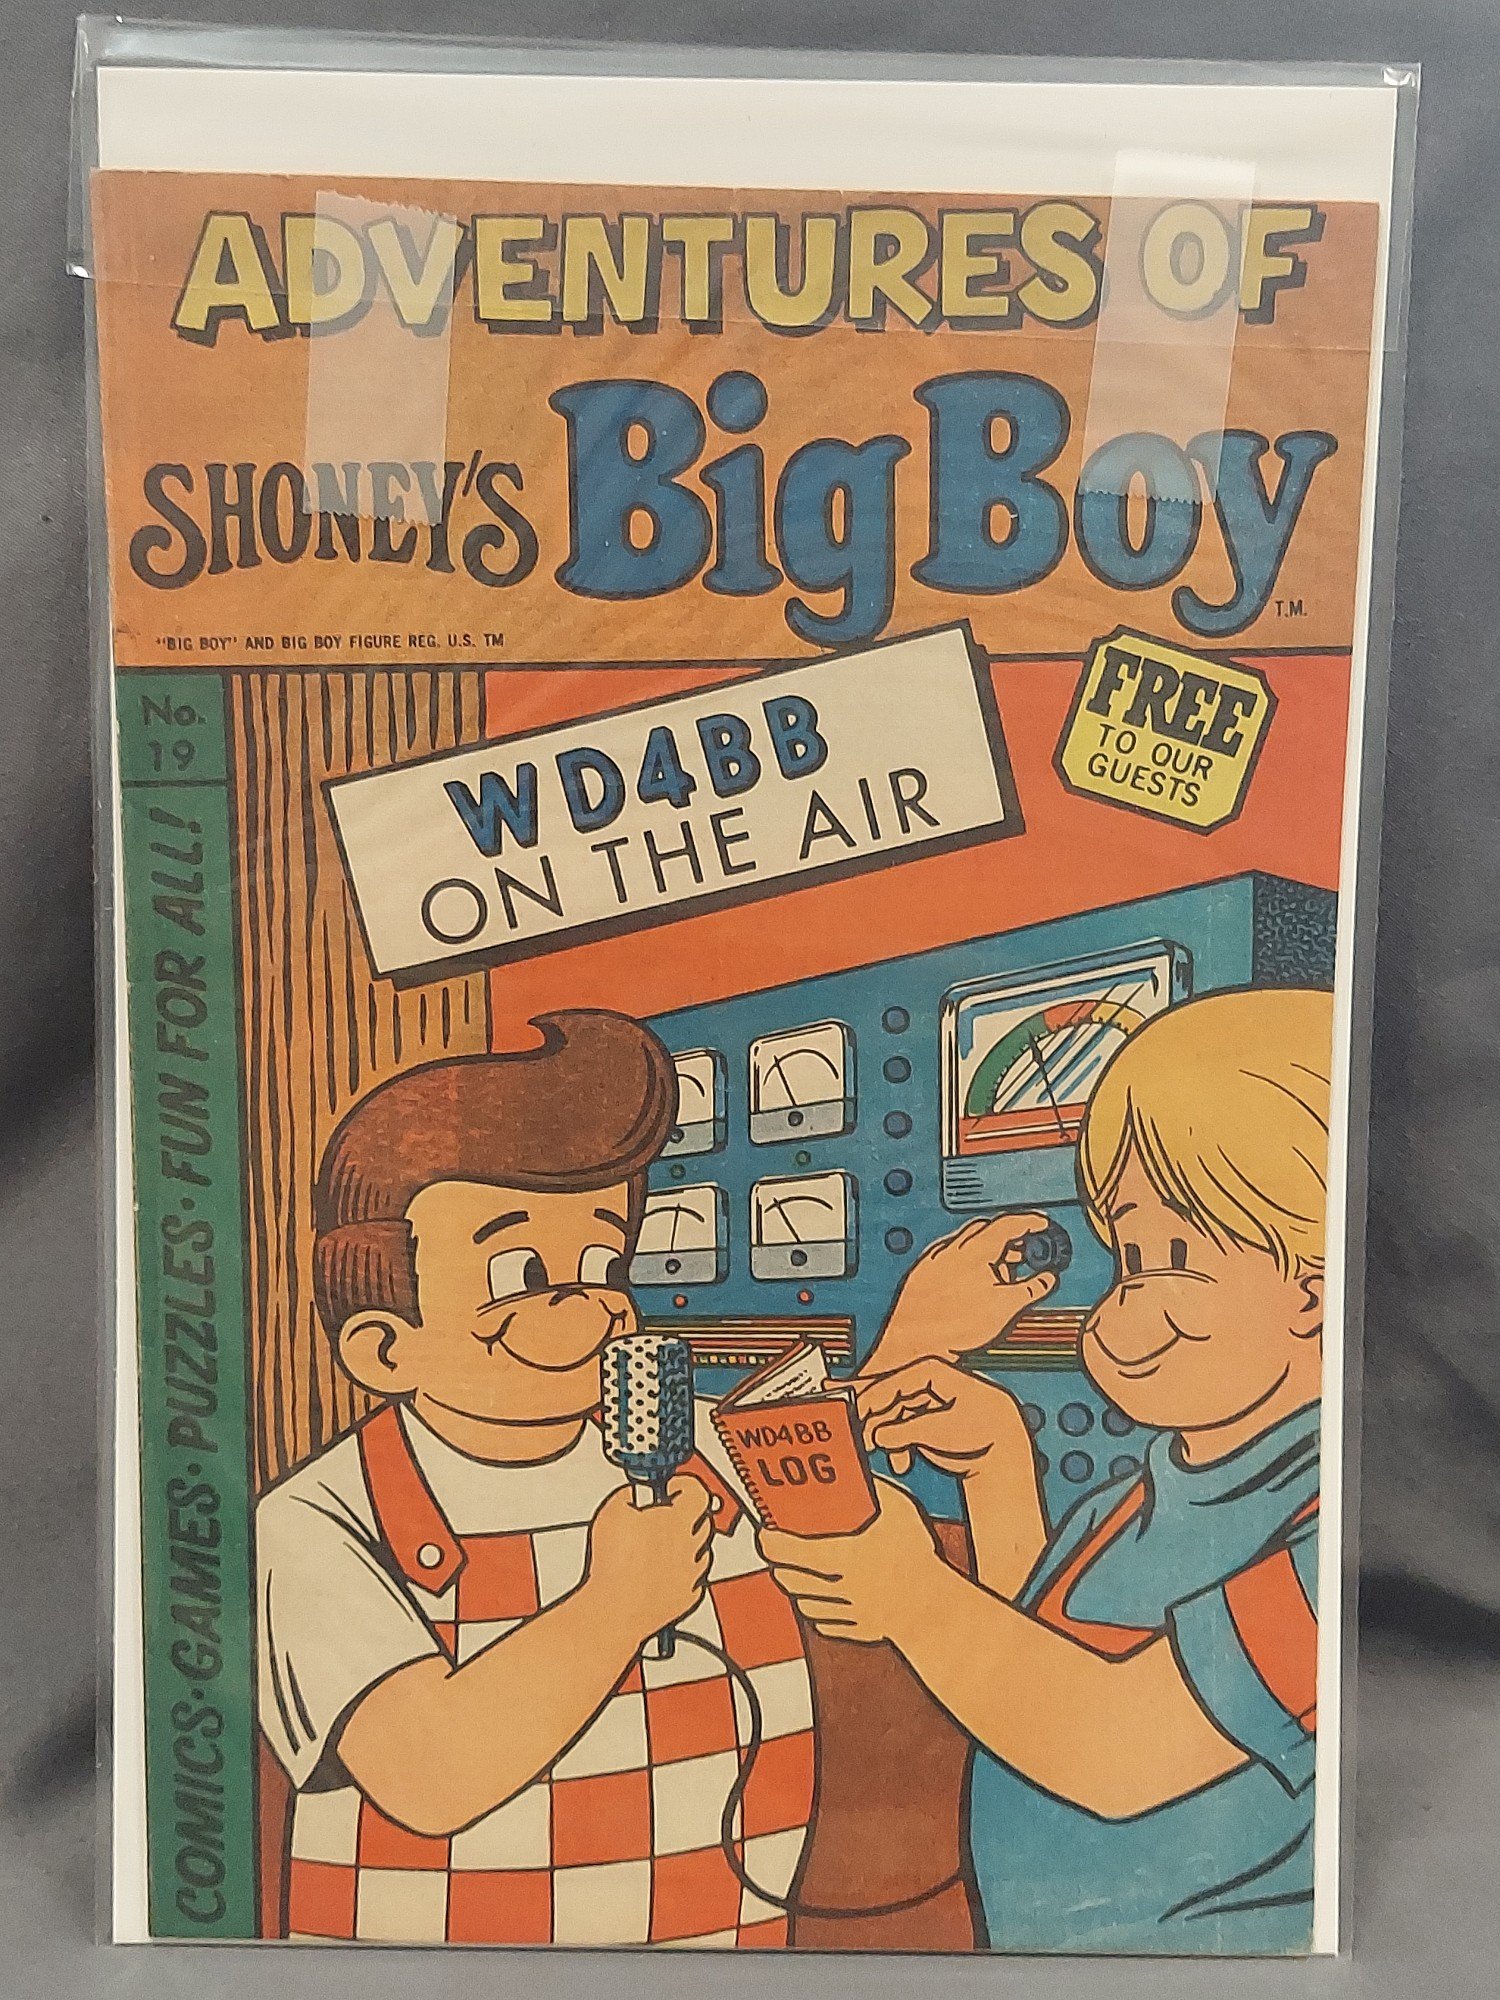 ADVENTURES OF
SHONEY'S Big Boy T.M.
"BIG BOY" AND BIG BOY FIGURE REG. U.S. TM
No.
19
COMICS·GAMES·PUZZLES·FUN FOR ALL!
WD4BB
ON THE AIR
FREE
TO OUR
GUESTS
WD4BB
LOG